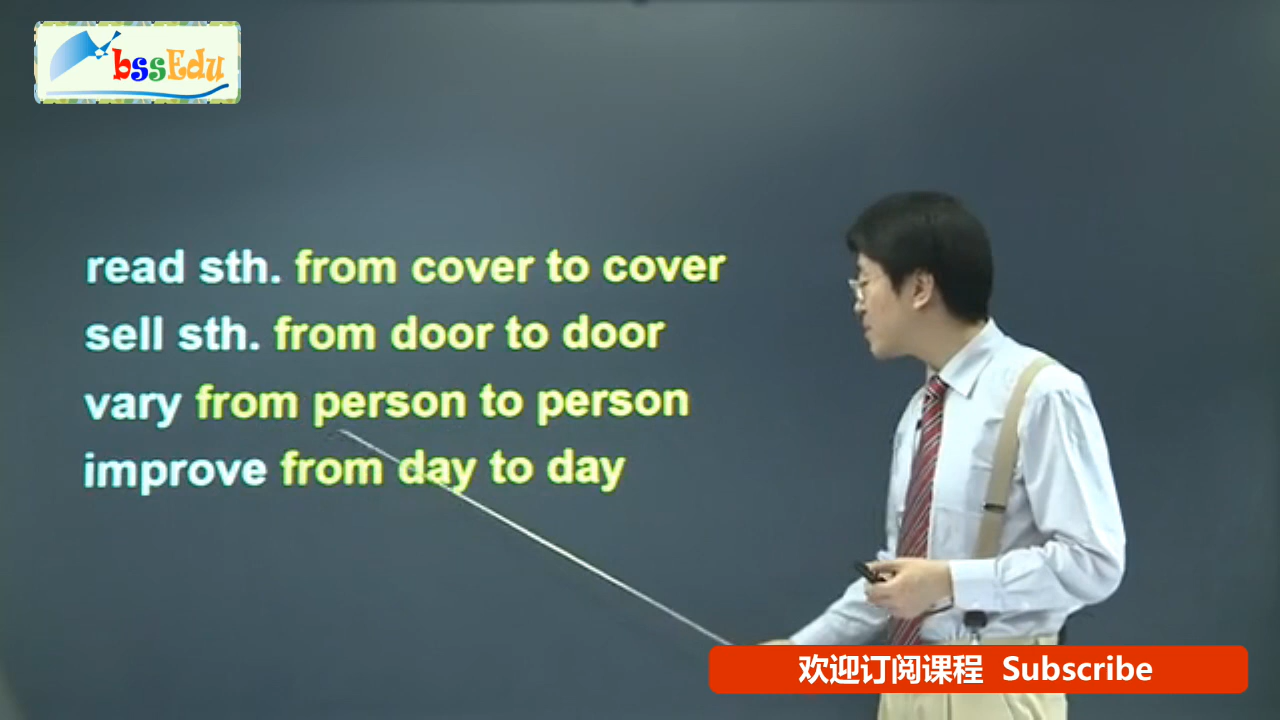 bssEdu
read sth. from cover to cover
sell sth. from door to door
vary from person to person
improve from day to day
欢迎订阅课程 Subscribe